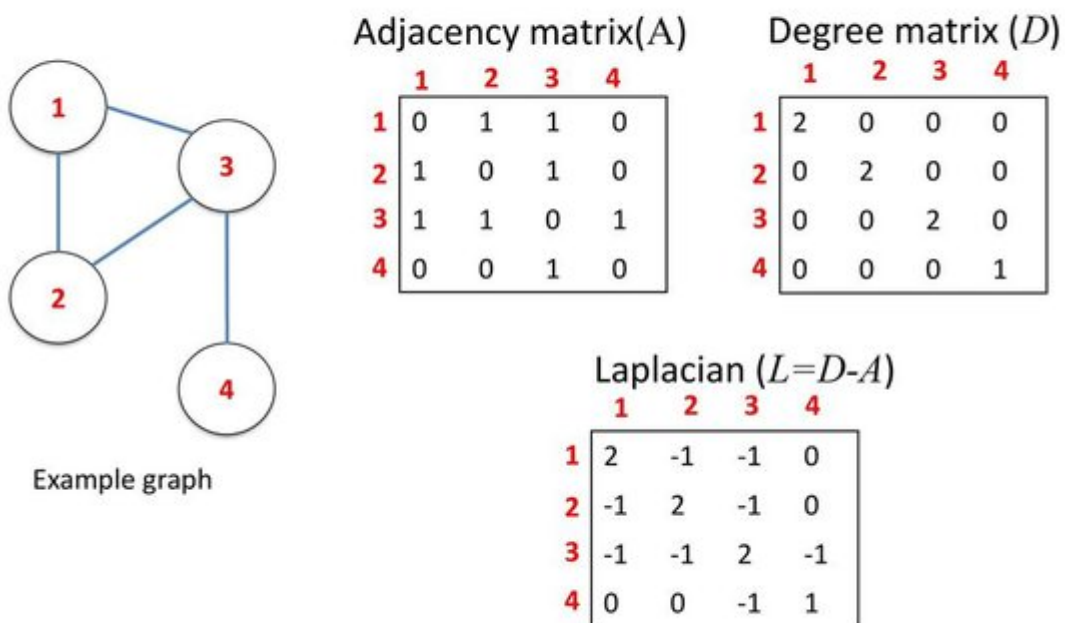 Adjacency matrix(A)
1 2 3 4
1 0 1 1 0
2 1 0 1 0
3 1 1 0 1
4 0 0 1 0
Degree matrix (D)
1 2 3 4
1 2 0 0 0
2 0 2 0 0
3 0 0 2 0
4 0 0 0 1
1
3
2
4
Example graph
Laplacian (L=D-A)
1 2 3 4
1 2 -1 -1 0
2 -1 2 -1 0
3 -1 -1 2 -1
4 0 0 -1 1